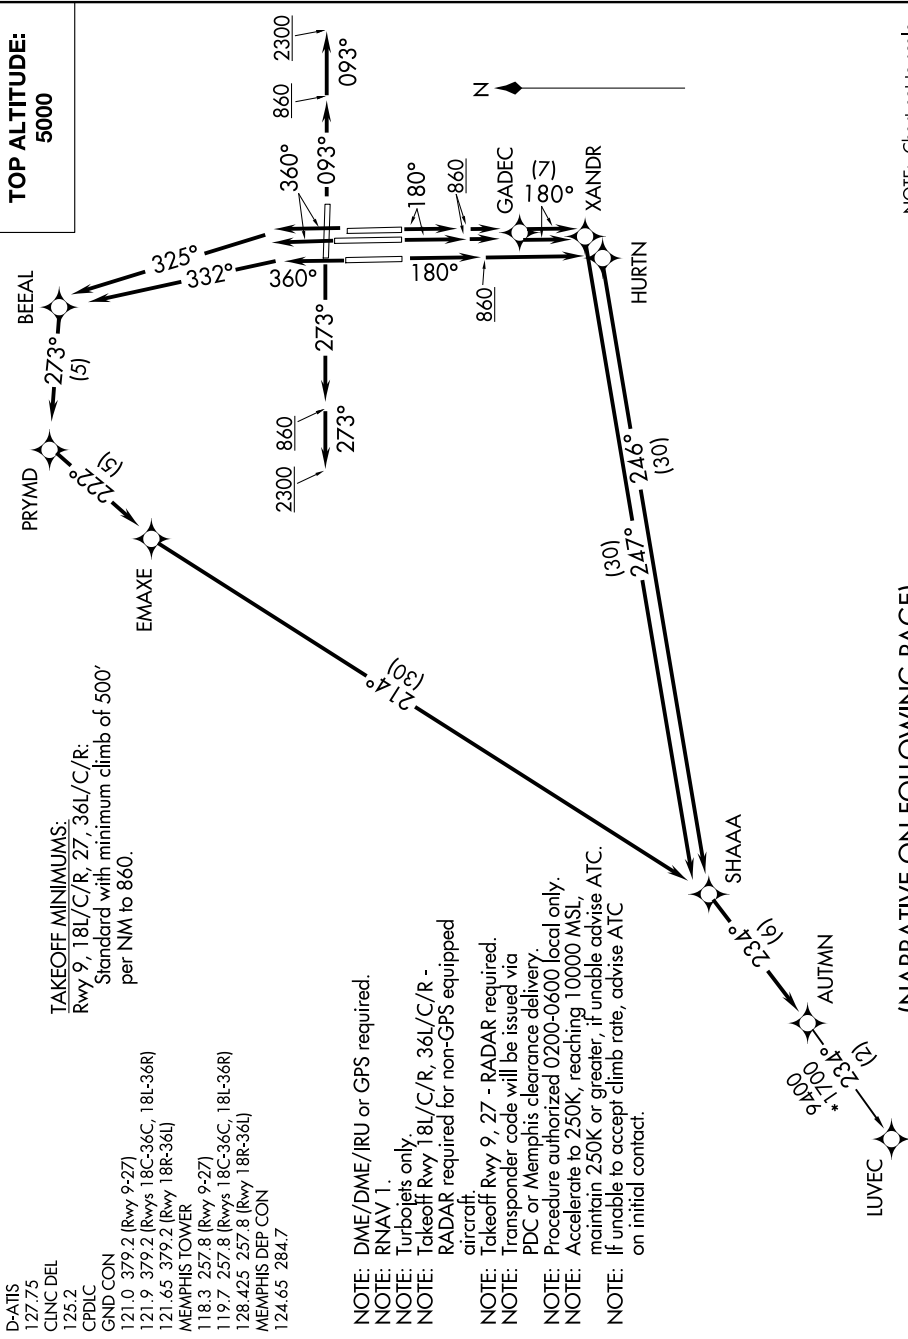 TOP ALTITUDE:
5000
D-ATIS
127.75
CLNC DEL
125.2
CPDLC
GND CON
121.0 379.2 (Rwy 9-27)
121.9 379.2 (Rwys 18C-36C, 18L-36R)
121.65 379.2 (Rwy 18R-36L)
MEMPHIS TOWER
118.3 257.8 (Rwy 9-27)
119.7 257.8 (Rwys 18C-36C, 18L-36R)
128.425 257.8 (Rwy 18R-36L)
MEMPHIS DEP CON
124.65 284.7
TAKEOFF MINIMUMS:
Rwy 9, 18L/C/R, 27, 36L/C/R:
Standard with minimum climb of 500'
per NM to 860.
NOTE: DME/DME/IRU or GPS required.
NOTE: RNAV 1.
NOTE: Turbojets only.
NOTE: Takeoff Rwy 18L/C/R, 36L/C/R -
RADAR required for non-GPS equipped
aircraft.
NOTE: Takeoff Rwy 9, 27 - RADAR required.
NOTE: Transponder code will be issued via
PDC or Memphis clearance delivery.
NOTE: Procedure authorized 0200-0600 local only.
NOTE: Accelerate to 250K, reaching 10000 MSL,
maintain 250K or greater, if unable advise ATC.
NOTE: If unable to accept climb rate, advise ATC
on initial contact.
BEEAL
325°
332°
273°
(5)
PRYMD
222°
(5)
EMAXE
214°
(30)
360°
360°
093°
860
2300
093°
273°
860
2300
273°
180°
860
180°
860
GADEC
(7)
180°
XANDR
HURTN
N
246°
(30)
(30)
247°
SHAAA
234°
(6)
AUTMN
9400
*1700
234°
(2)
LUVEC
(NARRATIVE ON FOLLOWING PAGE)
NOTE: Chart not to scale.